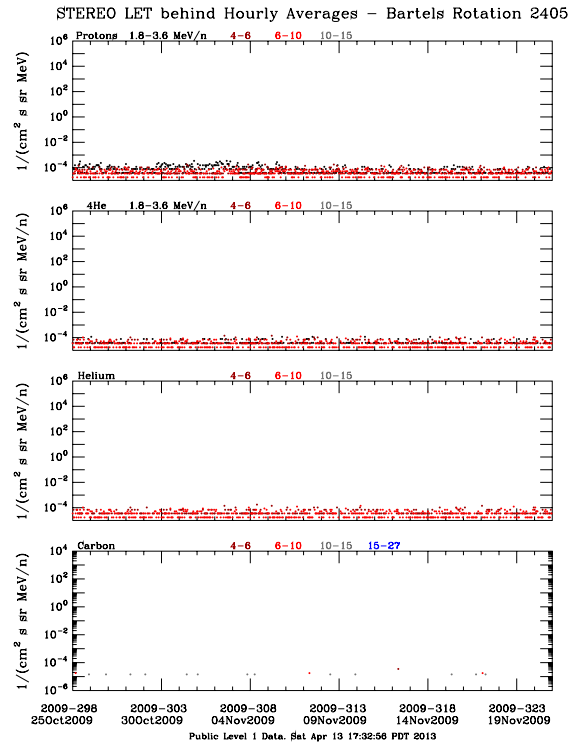 STEREO LET behind Hourly Averages − Bartels Rotation 2405
Protons 1.8−3.6 MeV/n 4−6 6−10 10−15
1/(cm² s sr MeV)
10⁶
10⁴
10²
10⁰
10⁻²
10⁻⁴
4He 1.8−3.6 MeV/n 4−6 6−10 10−15
1/(cm² s sr MeV/n)
10⁶
10⁴
10²
10⁰
10⁻²
10⁻⁴
Helium 4−6 6−10 10−15
1/(cm² s sr MeV/n)
10⁶
10⁴
10²
10⁰
10⁻²
10⁻⁴
Carbon 4−6 6−10 10−15 15−27
1/(cm² s sr MeV/n)
10⁴
10²
10⁰
10⁻²
10⁻⁴
10⁻⁶
2009−298 2009−303 2009−308 2009−313 2009−318 2009−323
25Oct2009 30Oct2009 04Nov2009 09Nov2009 14Nov2009 19Nov2009
Public Level 1 Data. Sat Apr 13 17:32:56 PDT 2013